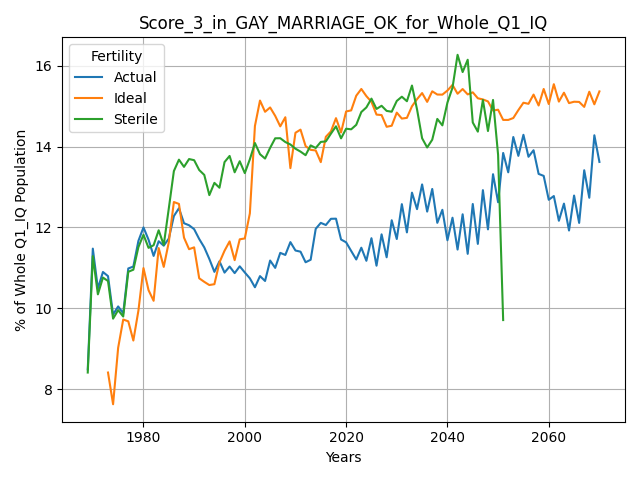 Score_3_in_GAY_MARRIAGE_OK_for_Whole_Q1_IQ
Fertility
Actual
Ideal
Sterile
% of Whole Q1_IQ Population
16
14
12
10
8
1980
2000
2020
2040
2060
Years